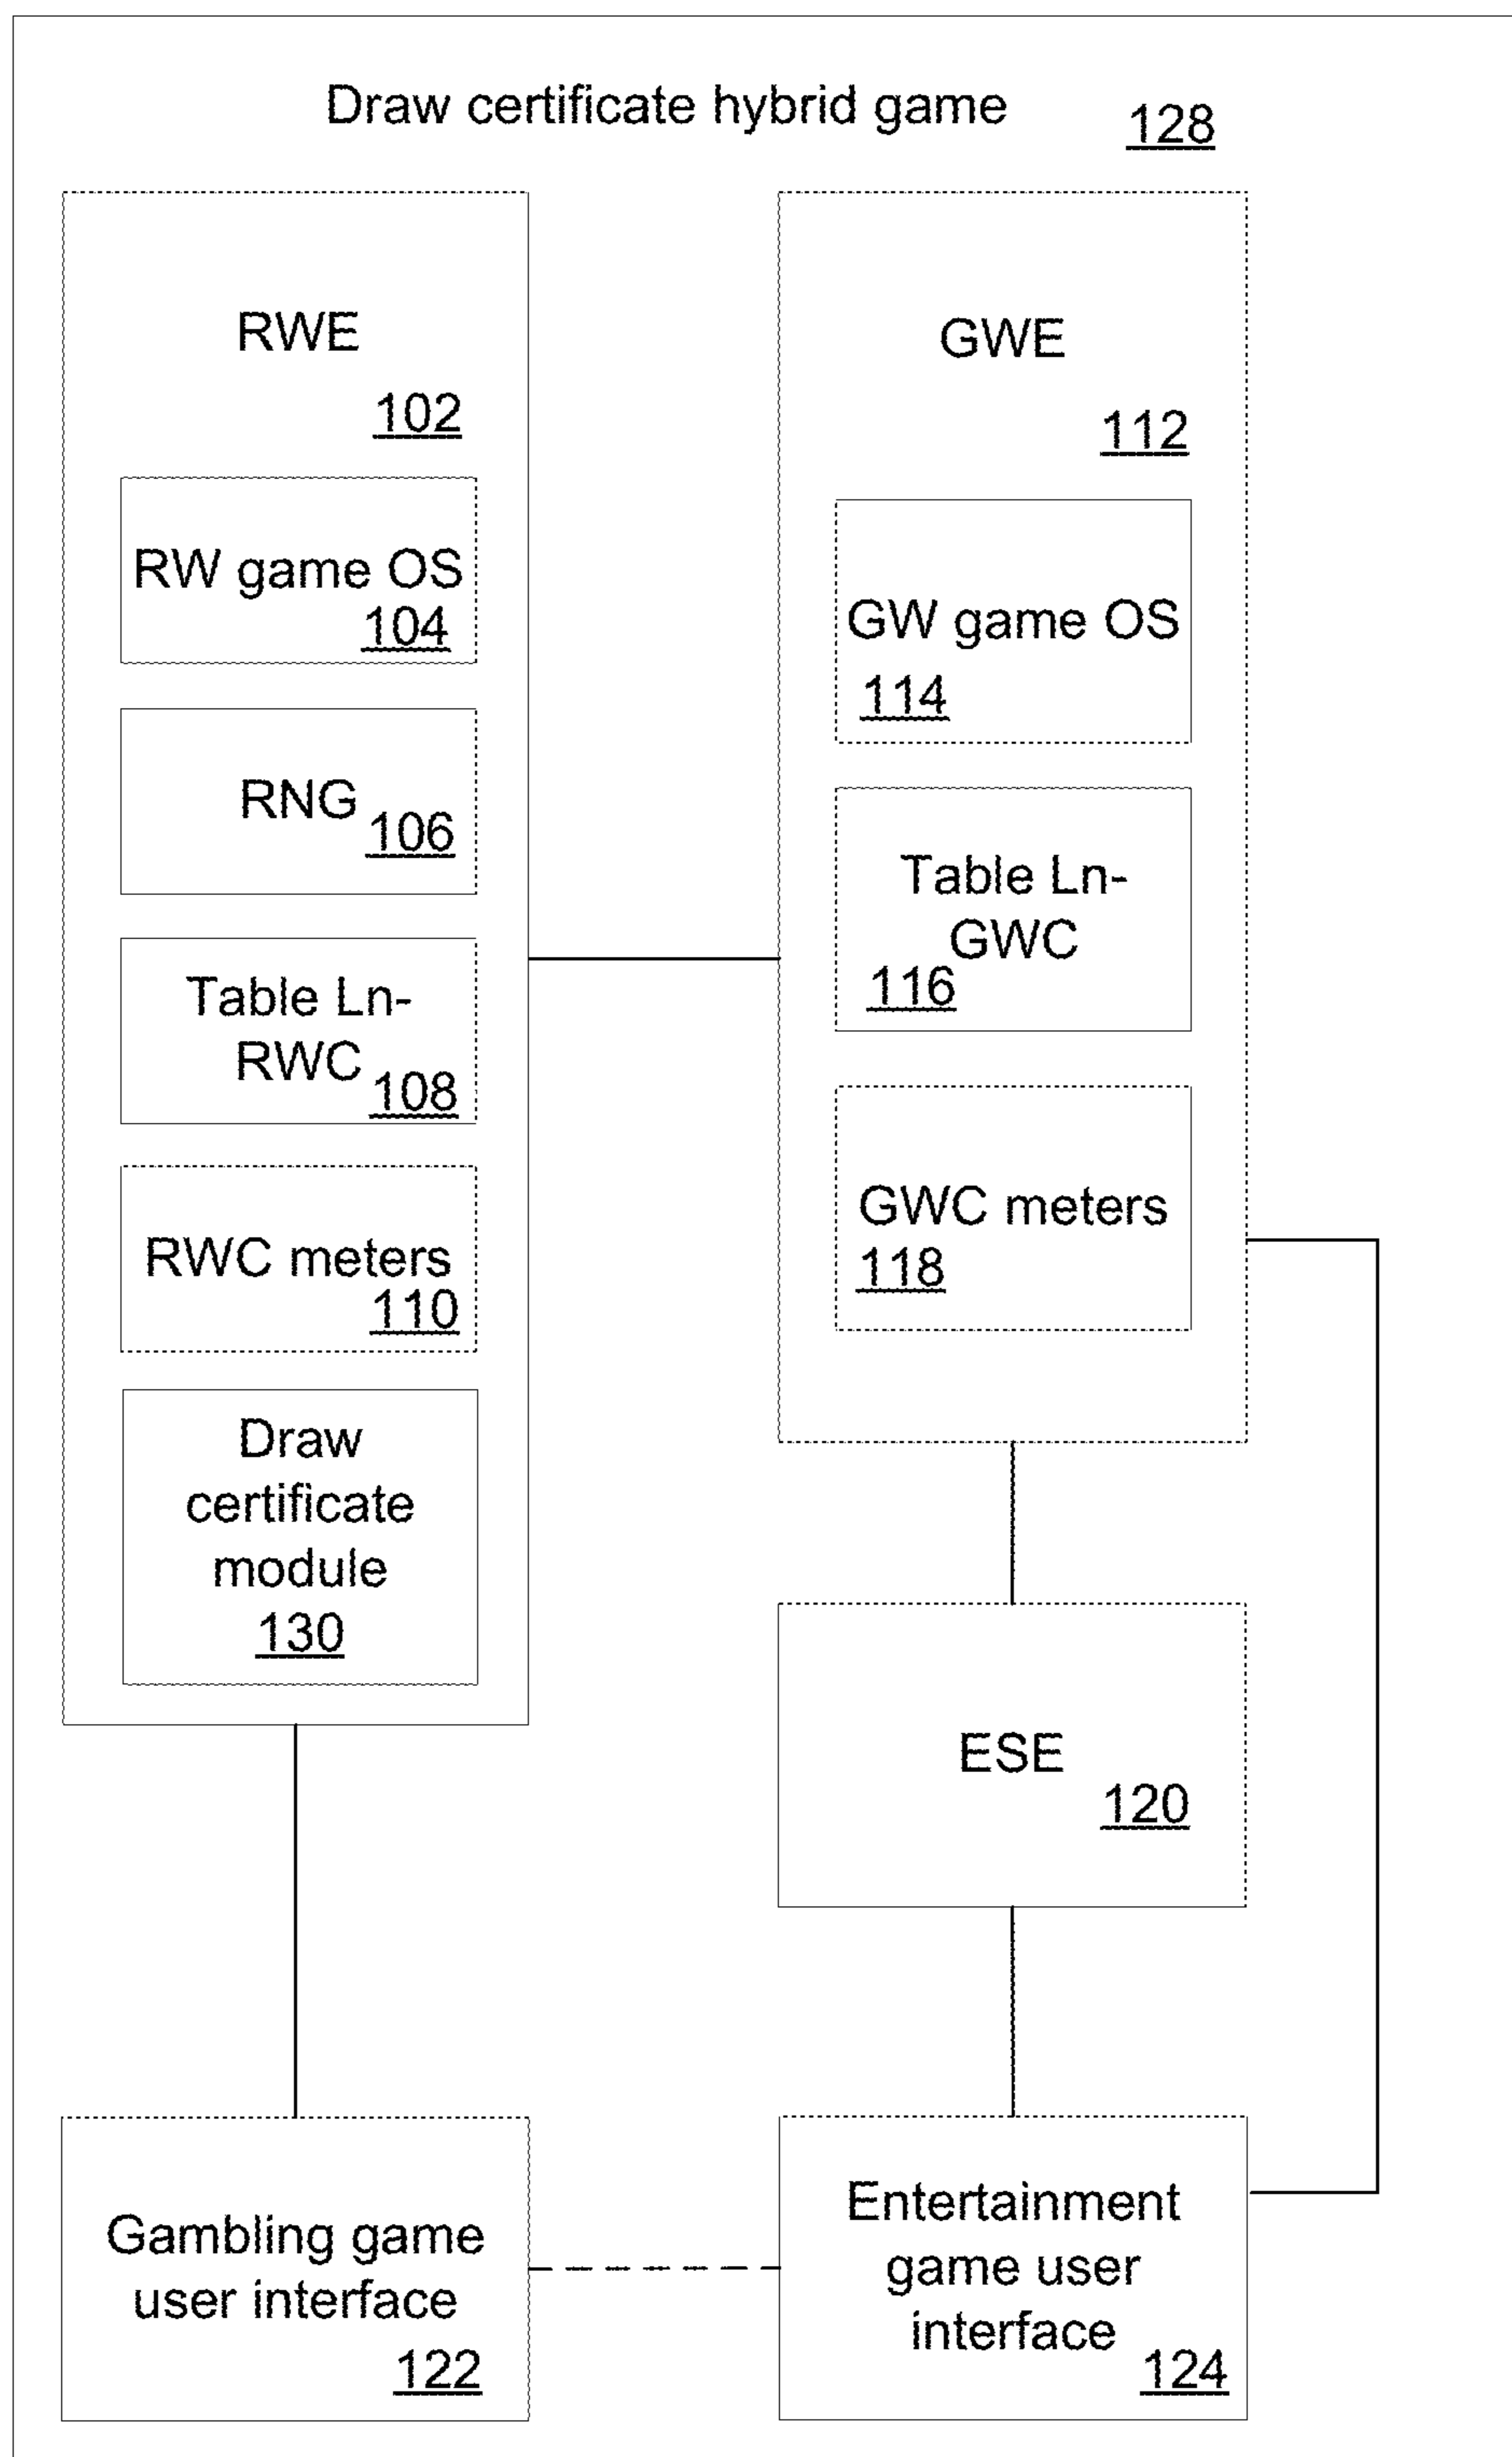 Draw certificate hybrid game
128
RWE
102
RW game OS
104
RNG
106
Table Ln-
RWC
108
RWC meters
110
Draw
certificate
module
130
GWE
112
GW game OS
114
Table Ln-
GWC
116
GWC meters
118
ESE
120
Gambling game
user interface
122
Entertainment
game user
interface
124